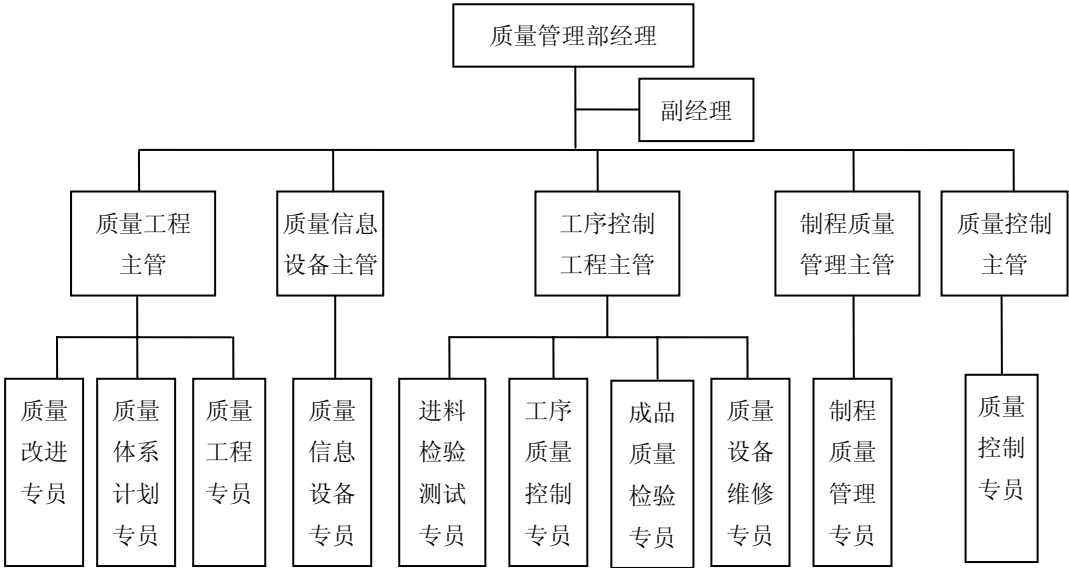 质量管理部经理
副经理
质量工程
主管
质量信息
设备主管
工序控制
工程主管
制程质量
管理主管
质量控制
主管
质量
改进
专员
质量
体系
计划
专员
质量
工程
专员
质量
信息
设备
专员
进料
检验
测试
专员
工序
质量
控制
专员
成品
质量
检验
专员
质量
设备
维修
专员
制程
质量
管理
专员
质量
控制
专员